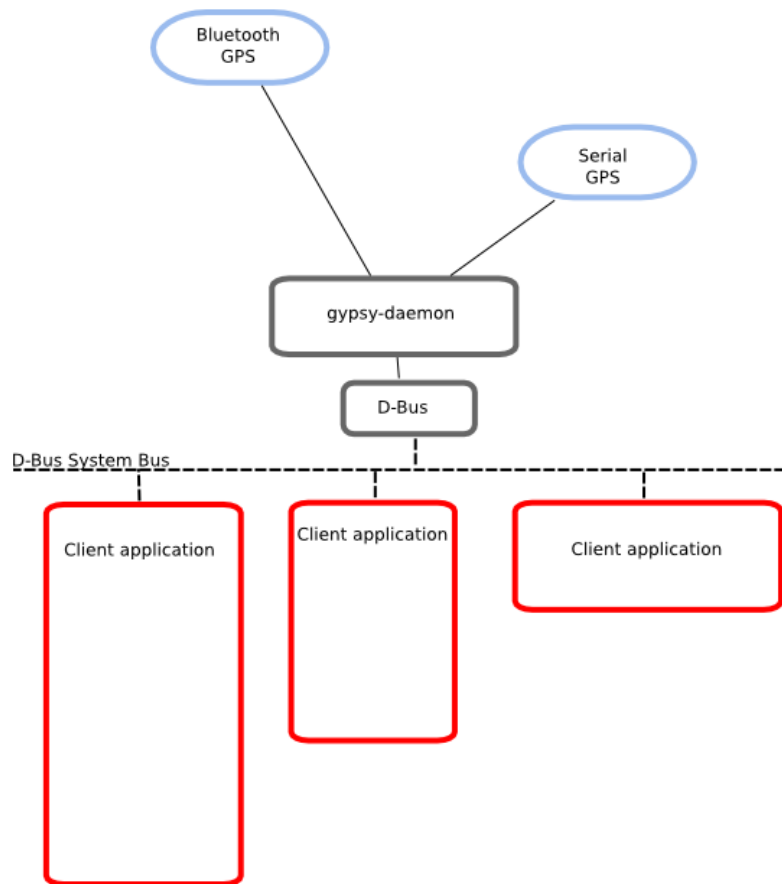 Bluetooth
GPS
Serial
GPS
gypsy-daemon
D-Bus
D-Bus System Bus
Client application
Client application
Client application